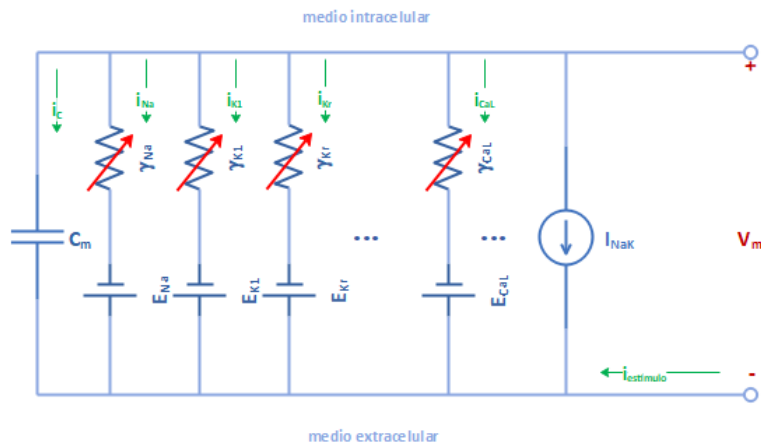 medio intracelular
+
i_C
i_Na
i_K1
i_Kr
i_CaL
γ_Na
γ_K1
γ_Kr
γ_CaL
C_m
...
...
I_NaK
V_m
E_Na
E_K1
E_Kr
E_CaL
i_estímulo
-
medio extracelular